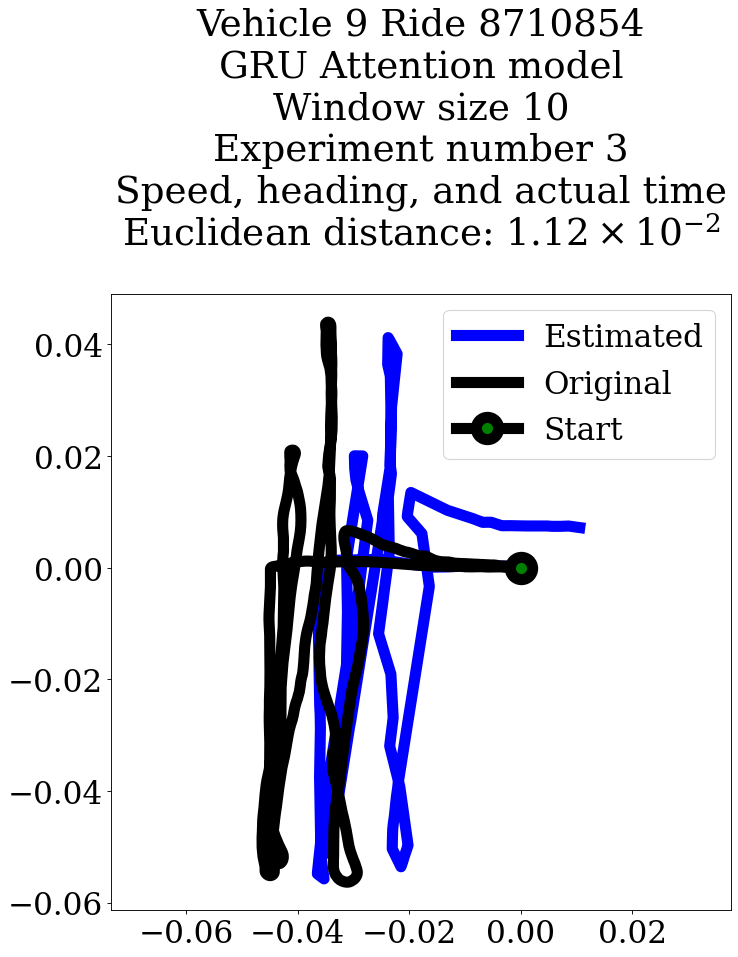 Vehicle 9 Ride 8710854
GRU Attention model
Window size 10
Experiment number 3
Speed, heading, and actual time
Euclidean distance: 1.12 × 10⁻²
Estimated
Original
Start
0.04
0.02
0.00
−0.02
−0.04
−0.06
−0.06 −0.04 −0.02 0.00 0.02